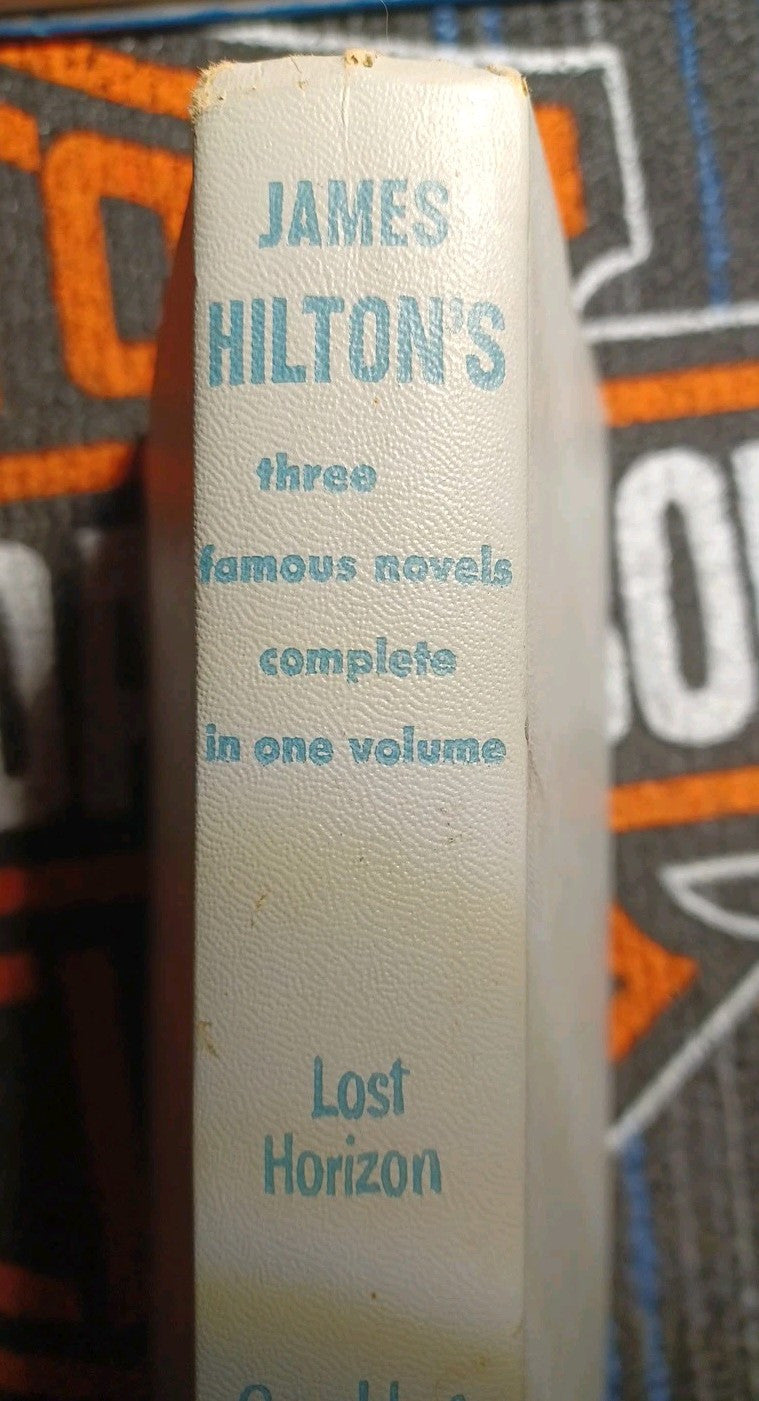 JAMES
HILTON'S
three
famous novels
complete
in one volume
Lost
Horizon